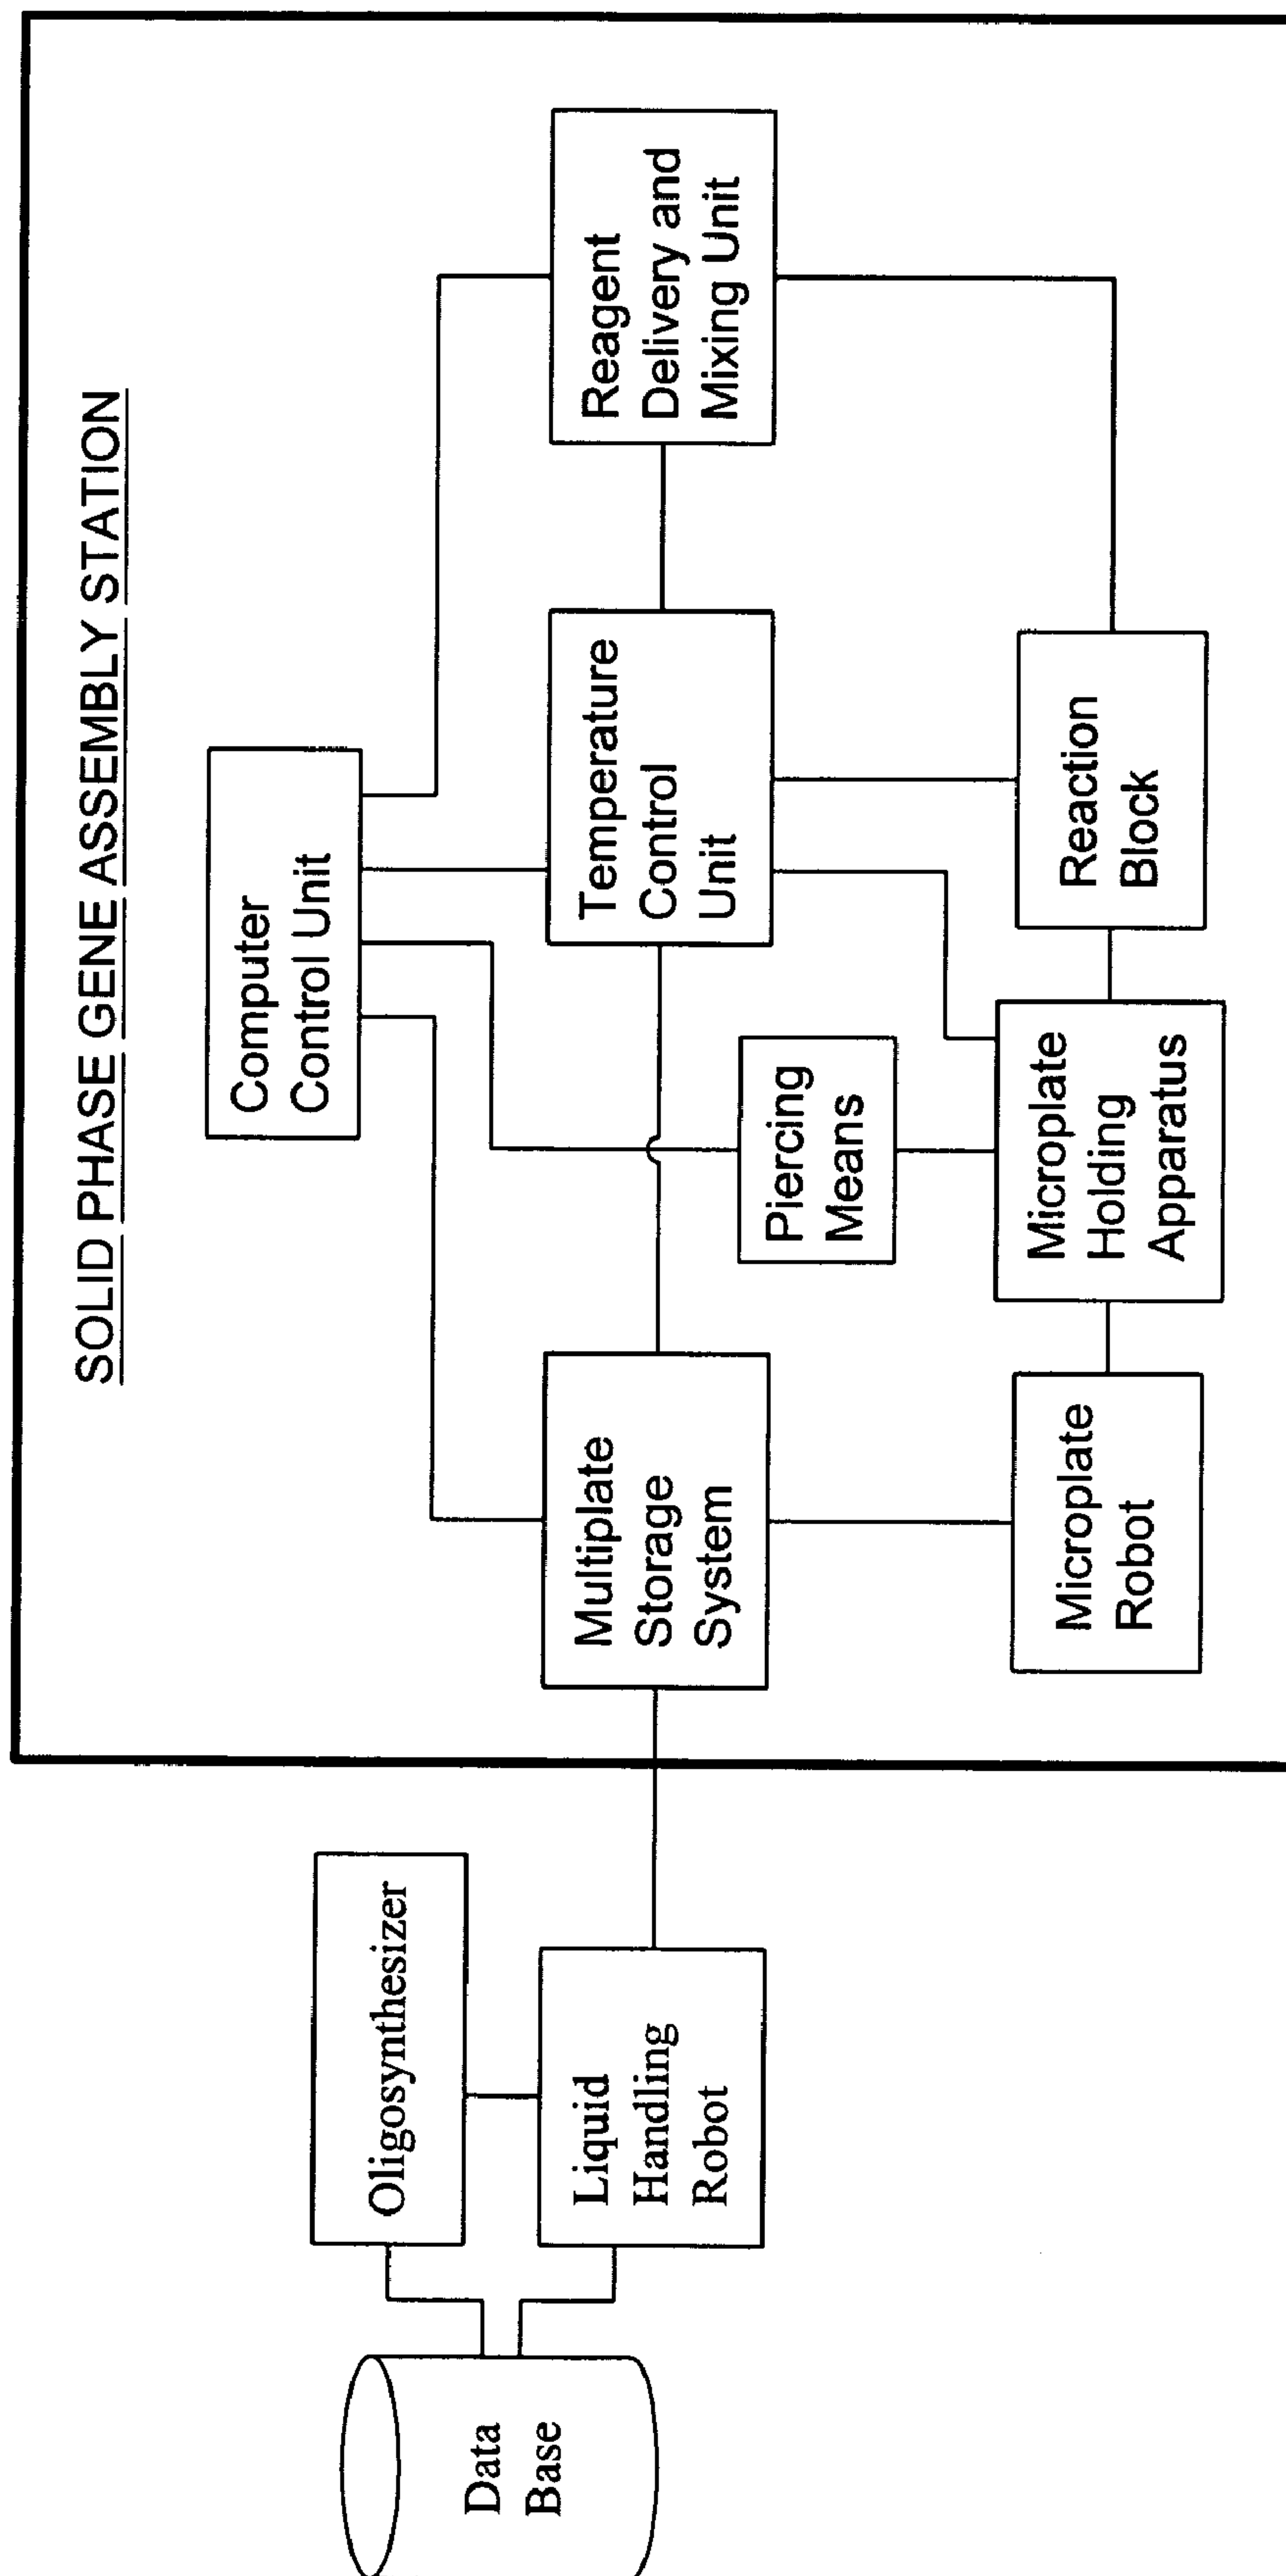 SOLID PHASE GENE ASSEMBLY STATION
Computer
Control Unit
Oligosynthesizer
Data
Base
Liquid
Handling
Robot
Multiplate
Storage
System
Temperature
Control
Unit
Reagent
Delivery and
Mixing Unit
Piercing
Means
Microplate
Robot
Microplate
Holding
Apparatus
Reaction
Block